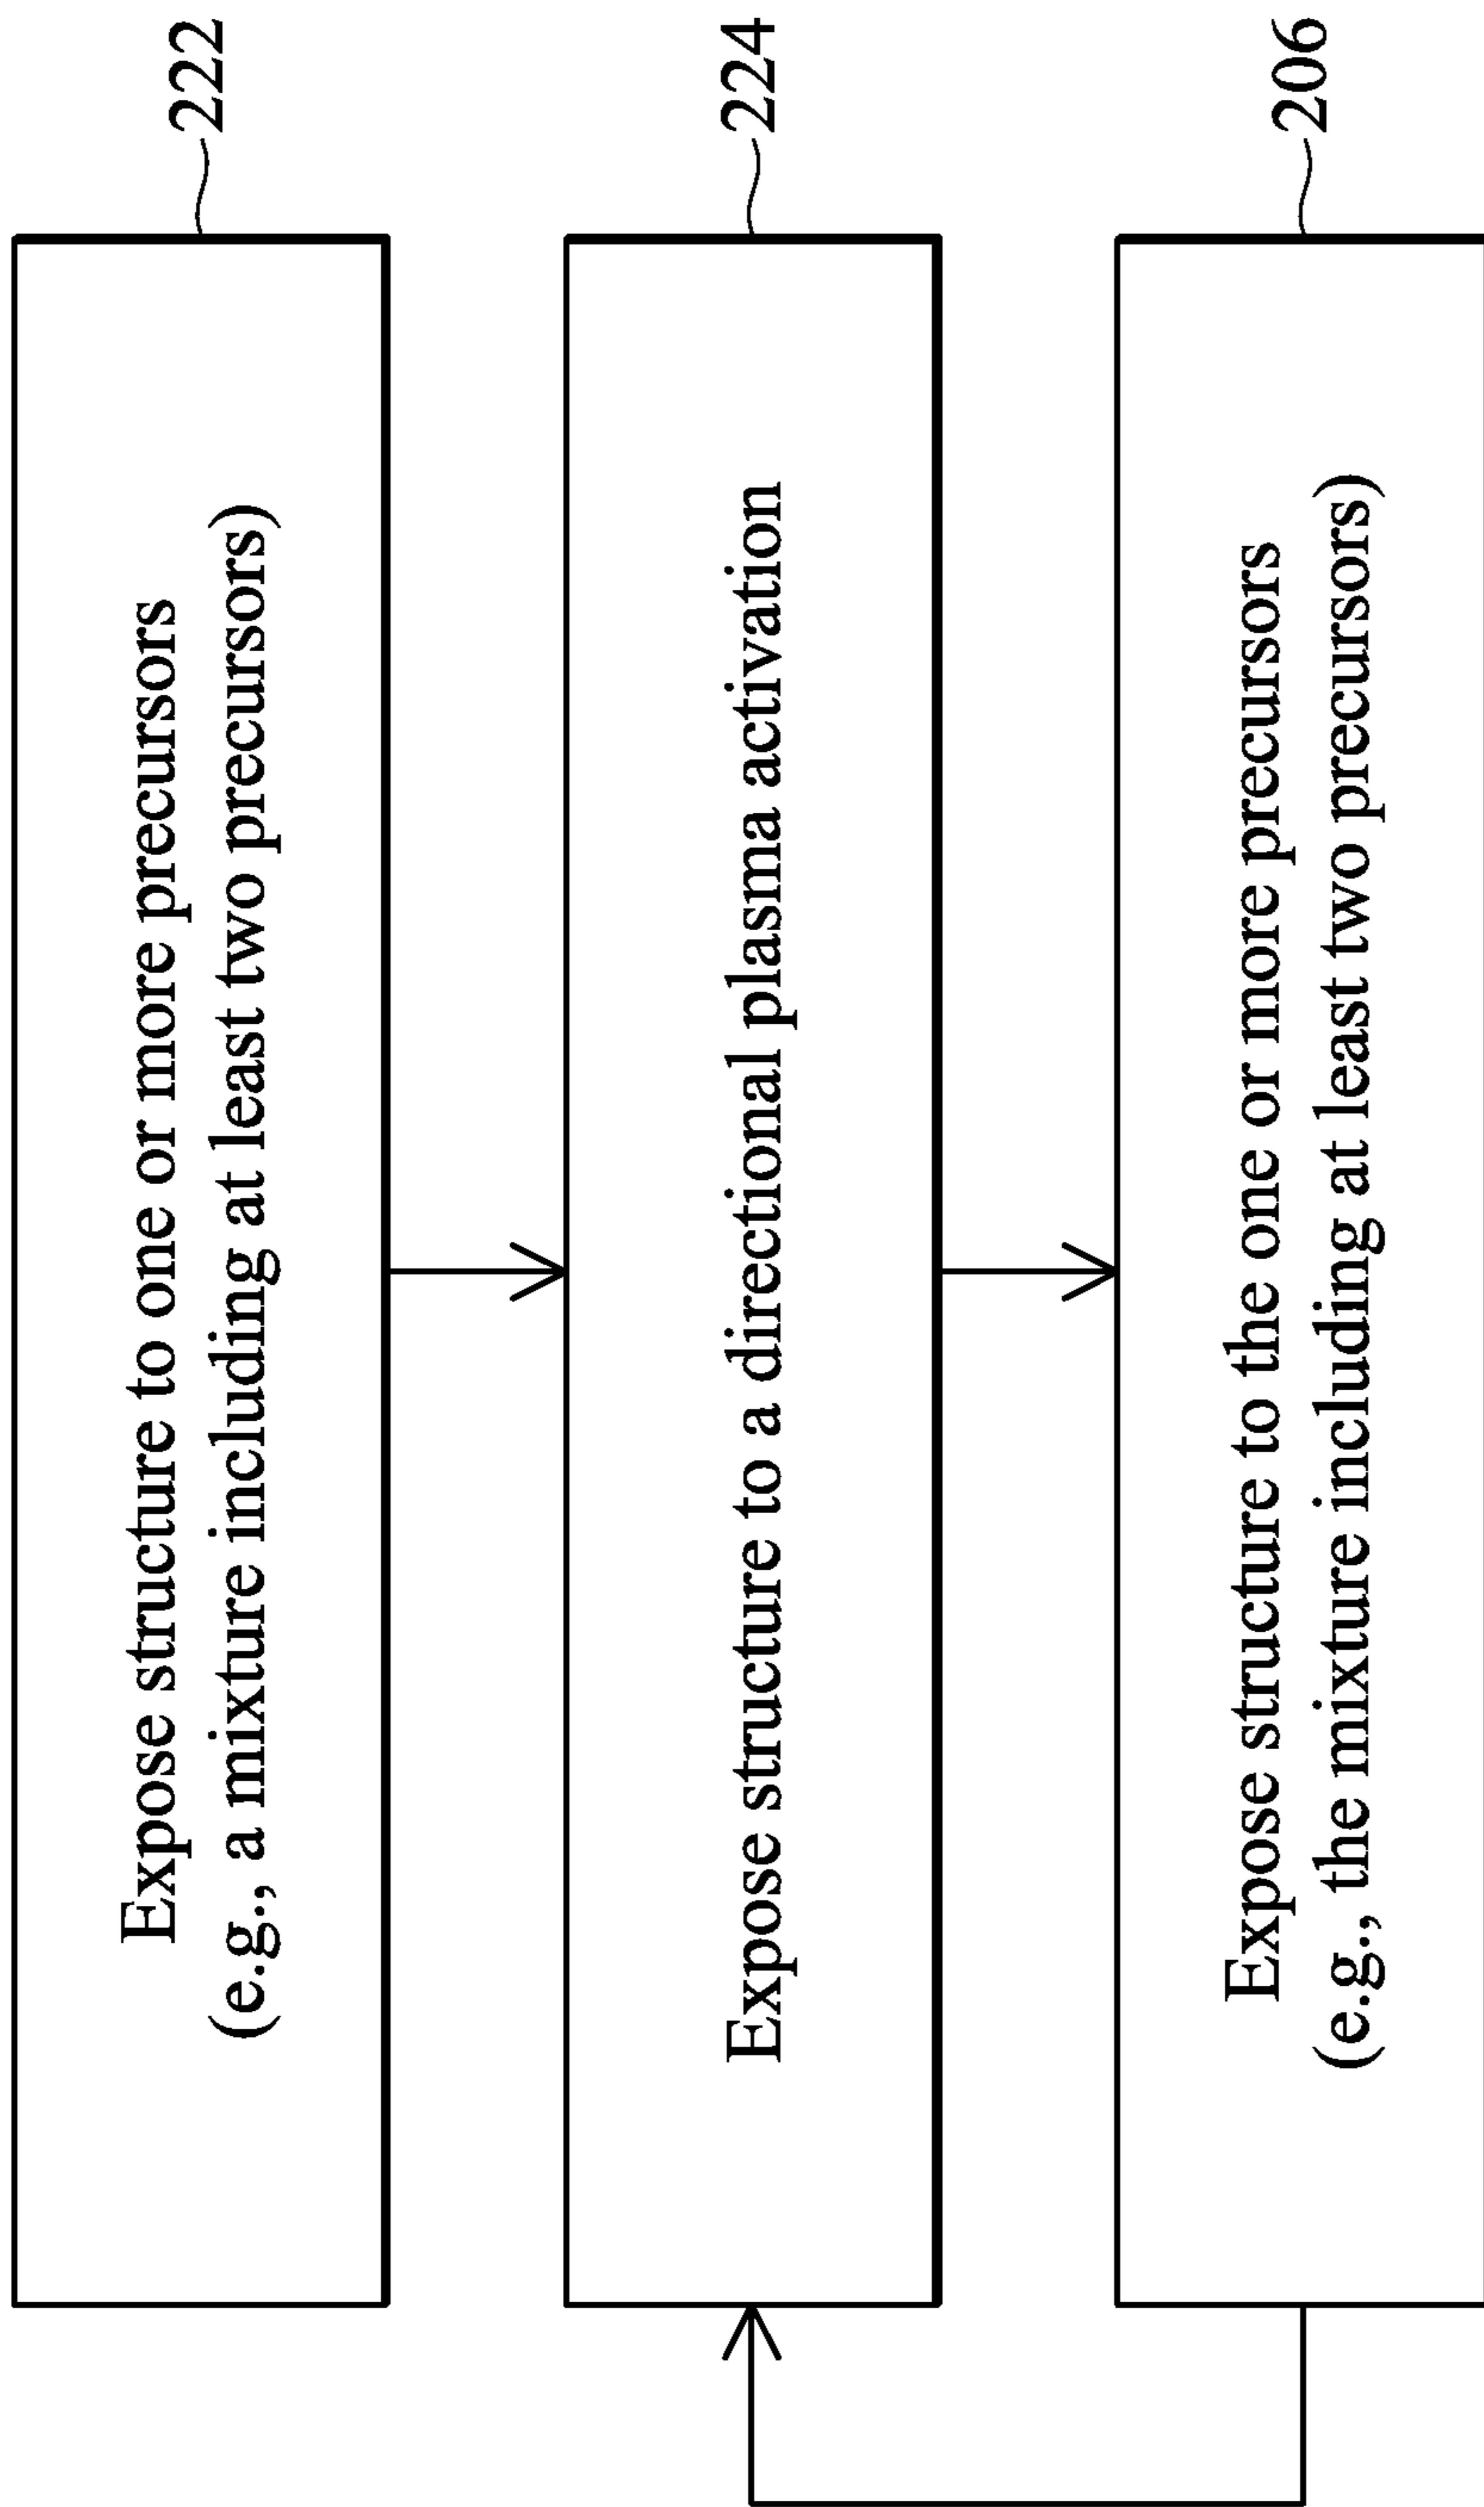 Expose structure to one or more precursors
(e.g., a mixture including at least two precursors)
222
Expose structure to a directional plasma activation
224
Expose structure to the one or more precursors
(e.g., the mixture including at least two precursors)
206